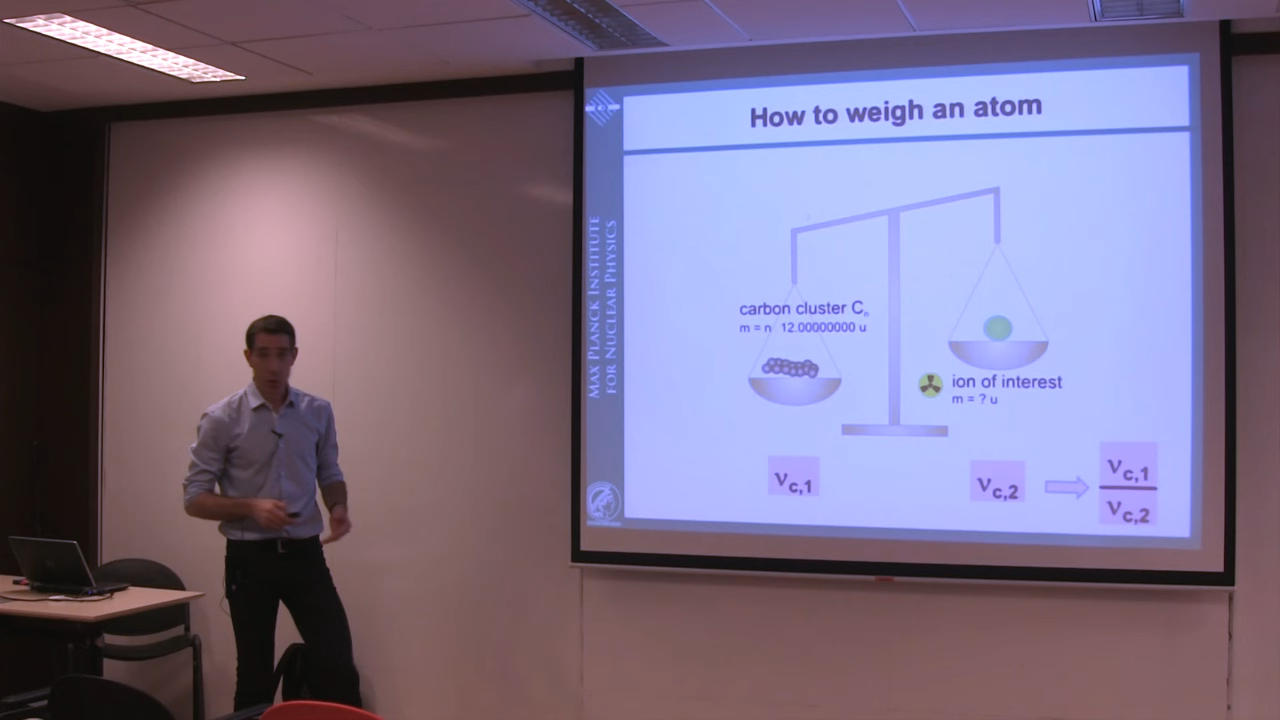 How to weigh an atom
MAX PLANCK INSTITUTE
FOR NUCLEAR PHYSICS
carbon cluster Cn
m = n 12.00000000 u
ion of interest
m = ? u
νc,1
νc,2
νc,1
νc,2